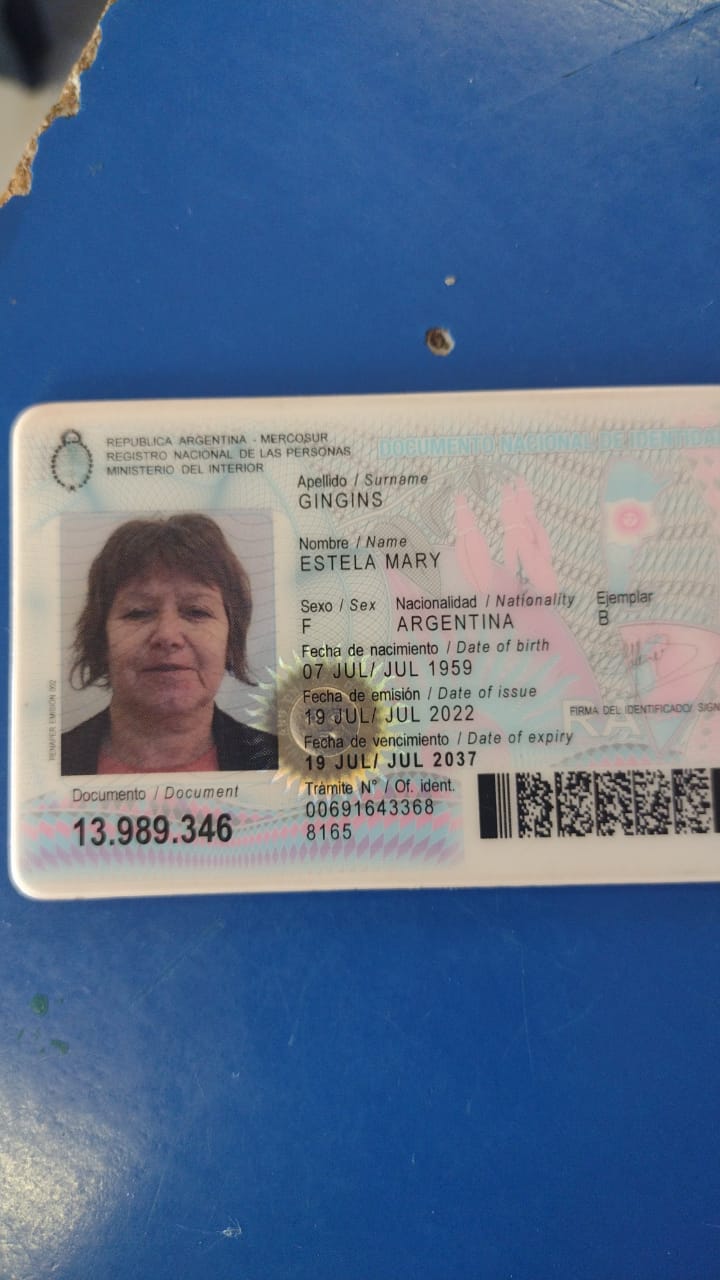 REPUBLICA ARGENTINA - MERCOSUR
REGISTRO NACIONAL DE LAS PERSONAS
MINISTERIO DEL INTERIOR
DOCUMENTO NACIONAL DE IDENTIDA
Apellido / Surname
GINGINS
Nombre / Name
ESTELA MARY
Sexo / Sex Nacionalidad / Nationality Ejemplar
F ARGENTINA B
Fecha de nacimiento / Date of birth
07 JUL/ JUL 1959
Fecha de emisión / Date of issue
19 JUL/ JUL 2022
FIRMA DEL IDENTIFICADO/ SIGN
Fecha de vencimiento / Date of expiry
19 JUL/ JUL 2037
Trámite N° / Of. ident.
00691643368
8165
Documento / Document
13.989.346
RENAPER EMISION 002